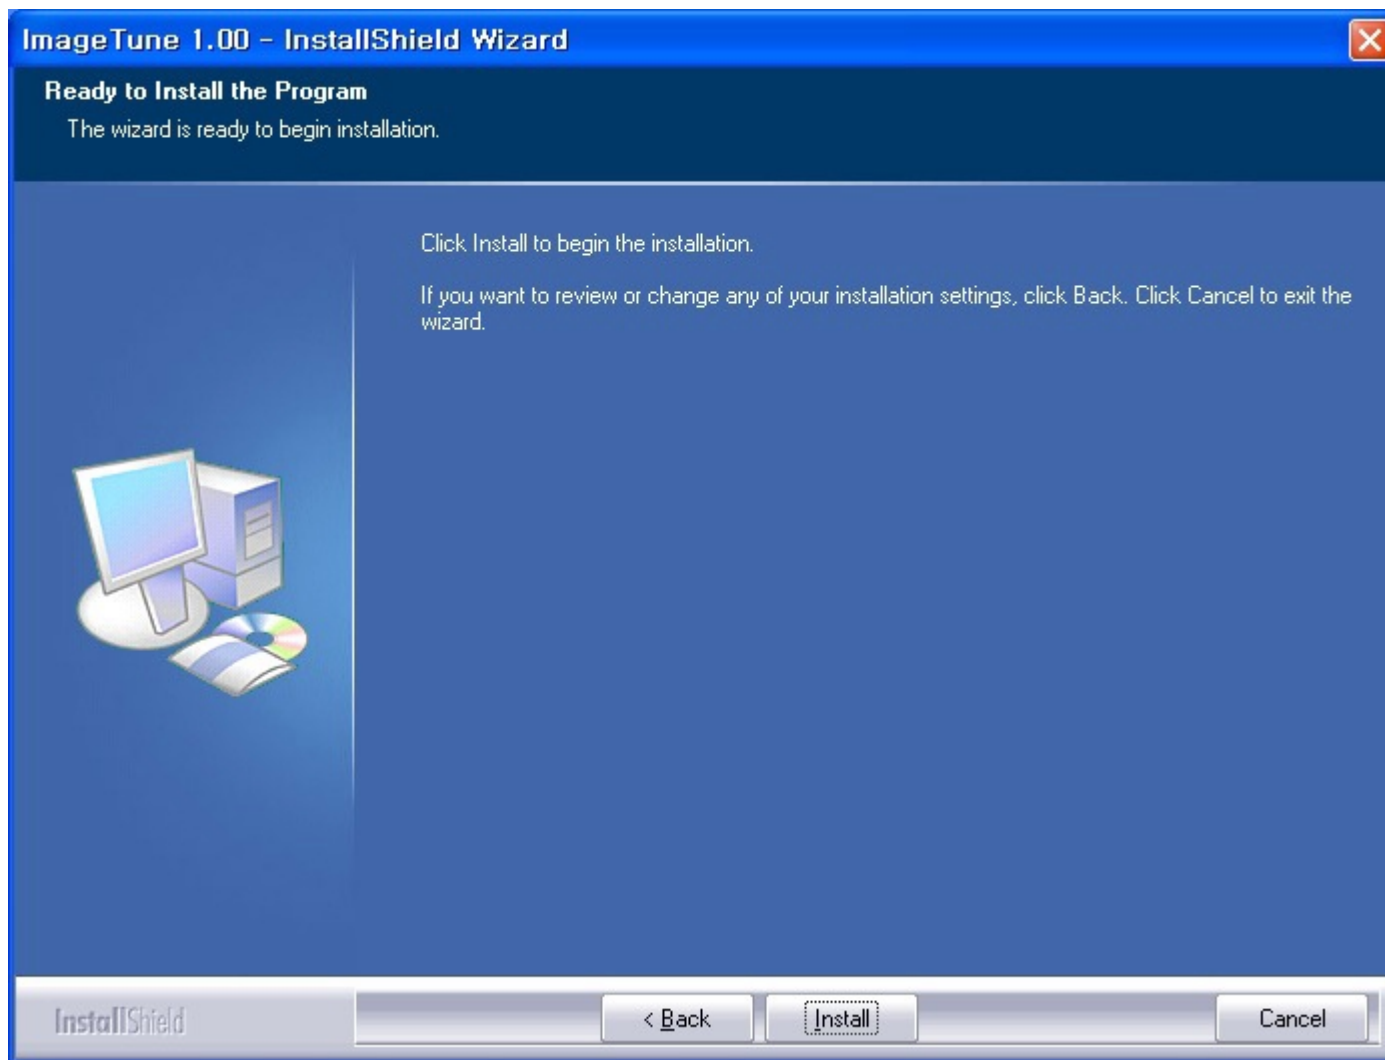 ImageTune 1.00 - InstallShield Wizard
Ready to Install the Program
The wizard is ready to begin installation.
Click Install to begin the installation.
If you want to review or change any of your installation settings, click Back. Click Cancel to exit the
wizard.
InstallShield
< Back
Install
Cancel